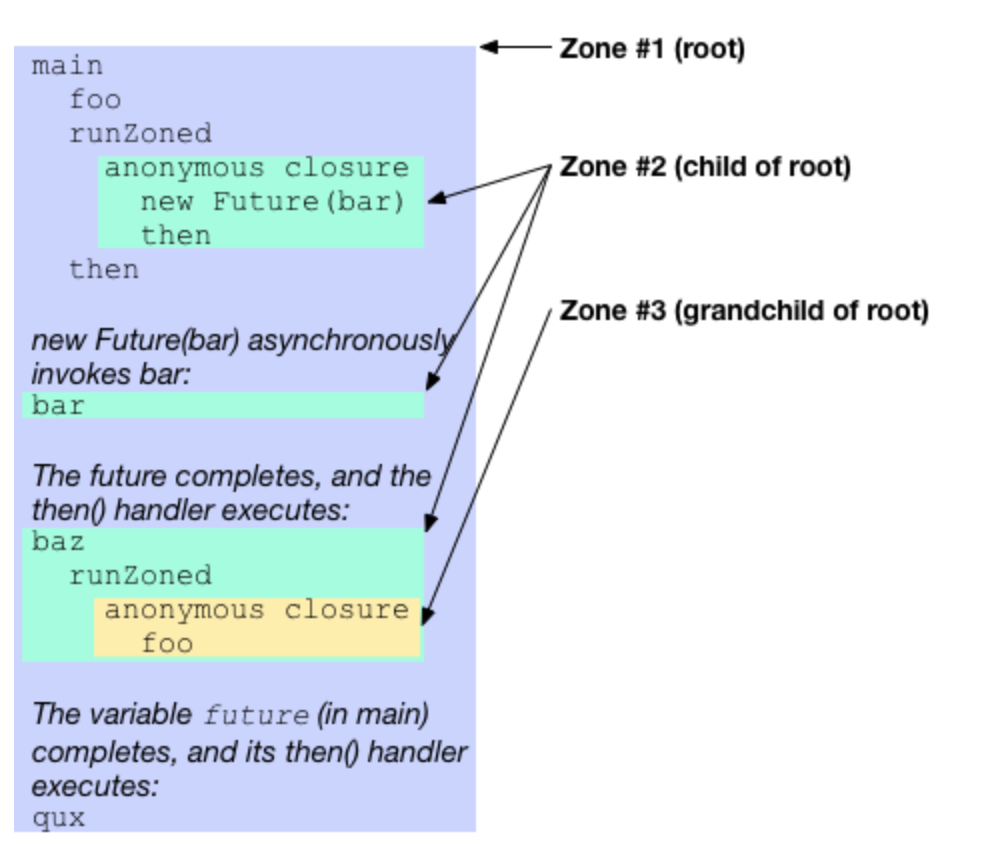 main
foo
runZoned
anonymous closure
new Future(bar)
then
then
new Future(bar) asynchronously
invokes bar:
bar
The future completes, and the
then() handler executes:
baz
runZoned
anonymous closure
foo
The variable future (in main)
completes, and its then() handler
executes:
qux
Zone #1 (root)
Zone #2 (child of root)
Zone #3 (grandchild of root)